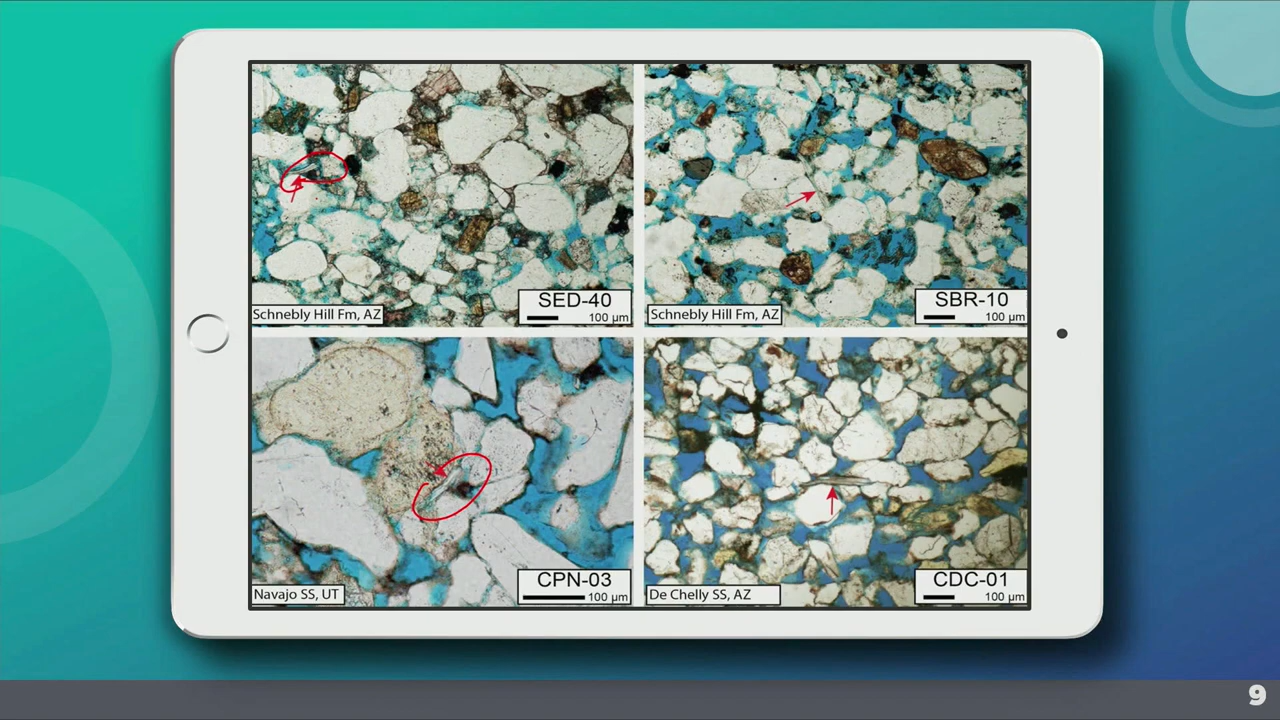 SED-40
100 µm
Schnebly Hill Fm, AZ
SBR-10
100 µm
Schnebly Hill Fm, AZ
CPN-03
100 µm
Navajo SS, UT
CDC-01
100 µm
De Chelly SS, AZ
9